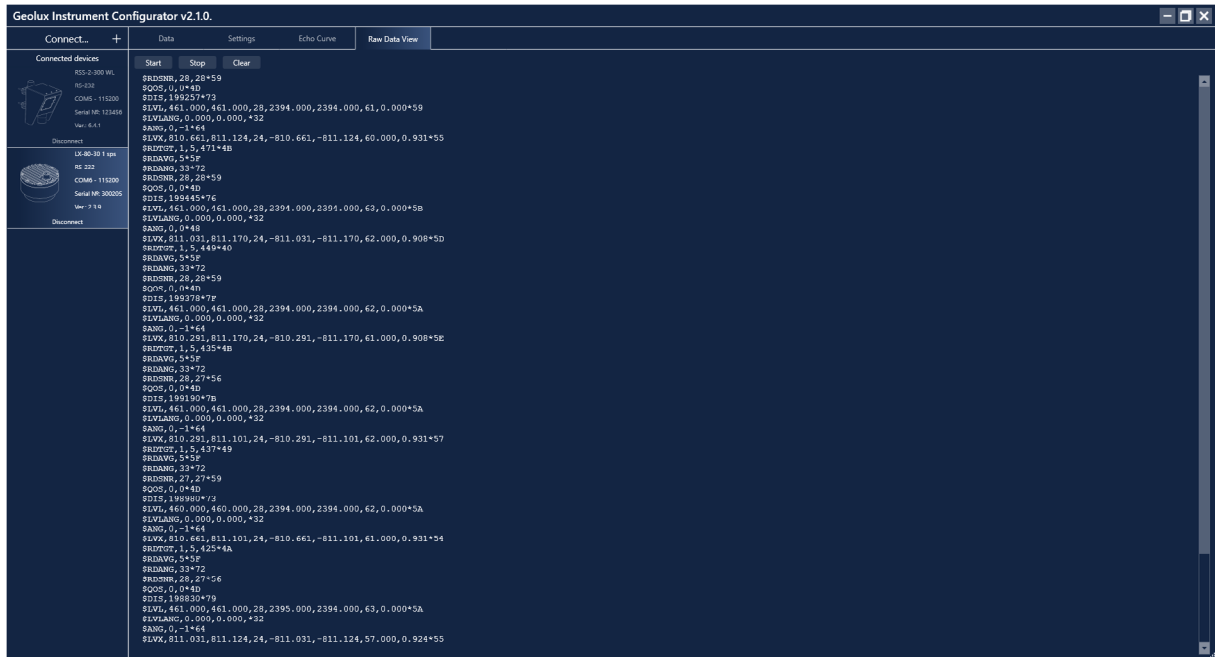 Geolux Instrument Configurator v2.1.0.
Connect... +
Data Settings Echo Curve Raw Data View
Connected devices
RSS-2-300 WL
RS-232
COM5 - 115200
Serial №: 123456
Ver.: 6.4.1
Disconnect
LX-80-30 1 sps
RS-232
COM6 - 115200
Serial №: 300205
Ver.: 2.3.9
Disconnect
Start Stop Clear
$RDSNR,28,28*59
$QOS,0,0*4D
$DIS,199257*73
$LVL,461.000,461.000,28,2394.000,2394.000,61,0.000*59
$LVLANG,0.000,0.000,*32
$ANG,0,-1*64
$LVX,810.661,811.124,24,-810.661,-811.124,60.000,0.931*55
$RDTGT,1,5,471*4B
$RDAVG,5*5F
$RDANG,33*72
$RDSNR,28,28*59
$QOS,0,0*4D
$DIS,199445*76
$LVL,461.000,461.000,28,2394.000,2394.000,63,0.000*5B
$LVLANG,0.000,0.000,*32
$ANG,0,0*48
$LVX,811.031,811.170,24,-811.031,-811.170,62.000,0.908*5D
$RDTGT,1,5,449*40
$RDAVG,5*5F
$RDANG,33*72
$RDSNR,28,28*59
$QOS,0,0*4D
$DIS,199378*7F
$LVL,461.000,461.000,28,2394.000,2394.000,62,0.000*5A
$LVLANG,0.000,0.000,*32
$ANG,0,-1*64
$LVX,810.291,811.170,24,-810.291,-811.170,61.000,0.908*5E
$RDTGT,1,5,435*4B
$RDAVG,5*5F
$RDANG,33*72
$RDSNR,28,27*56
$QOS,0,0*4D
$DIS,199190*7B
$LVL,461.000,461.000,28,2394.000,2394.000,62,0.000*5A
$LVLANG,0.000,0.000,*32
$ANG,0,-1*64
$LVX,810.291,811.101,24,-810.291,-811.101,62.000,0.931*57
$RDTGT,1,5,437*49
$RDAVG,5*5F
$RDANG,33*72
$RDSNR,27,27*59
$QOS,0,0*4D
$DIS,198980*73
$LVL,460.000,460.000,28,2394.000,2394.000,62,0.000*5A
$LVLANG,0.000,0.000,*32
$ANG,0,-1*64
$LVX,810.661,811.101,24,-810.661,-811.101,61.000,0.931*54
$RDTGT,1,5,425*4A
$RDAVG,5*5F
$RDANG,33*72
$RDSNR,28,27*56
$QOS,0,0*4D
$DIS,198830*79
$LVL,461.000,461.000,28,2395.000,2394.000,63,0.000*5A
$LVLANG,0.000,0.000,*32
$ANG,0,-1*64
$LVX,811.031,811.124,24,-811.031,-811.124,57.000,0.924*55